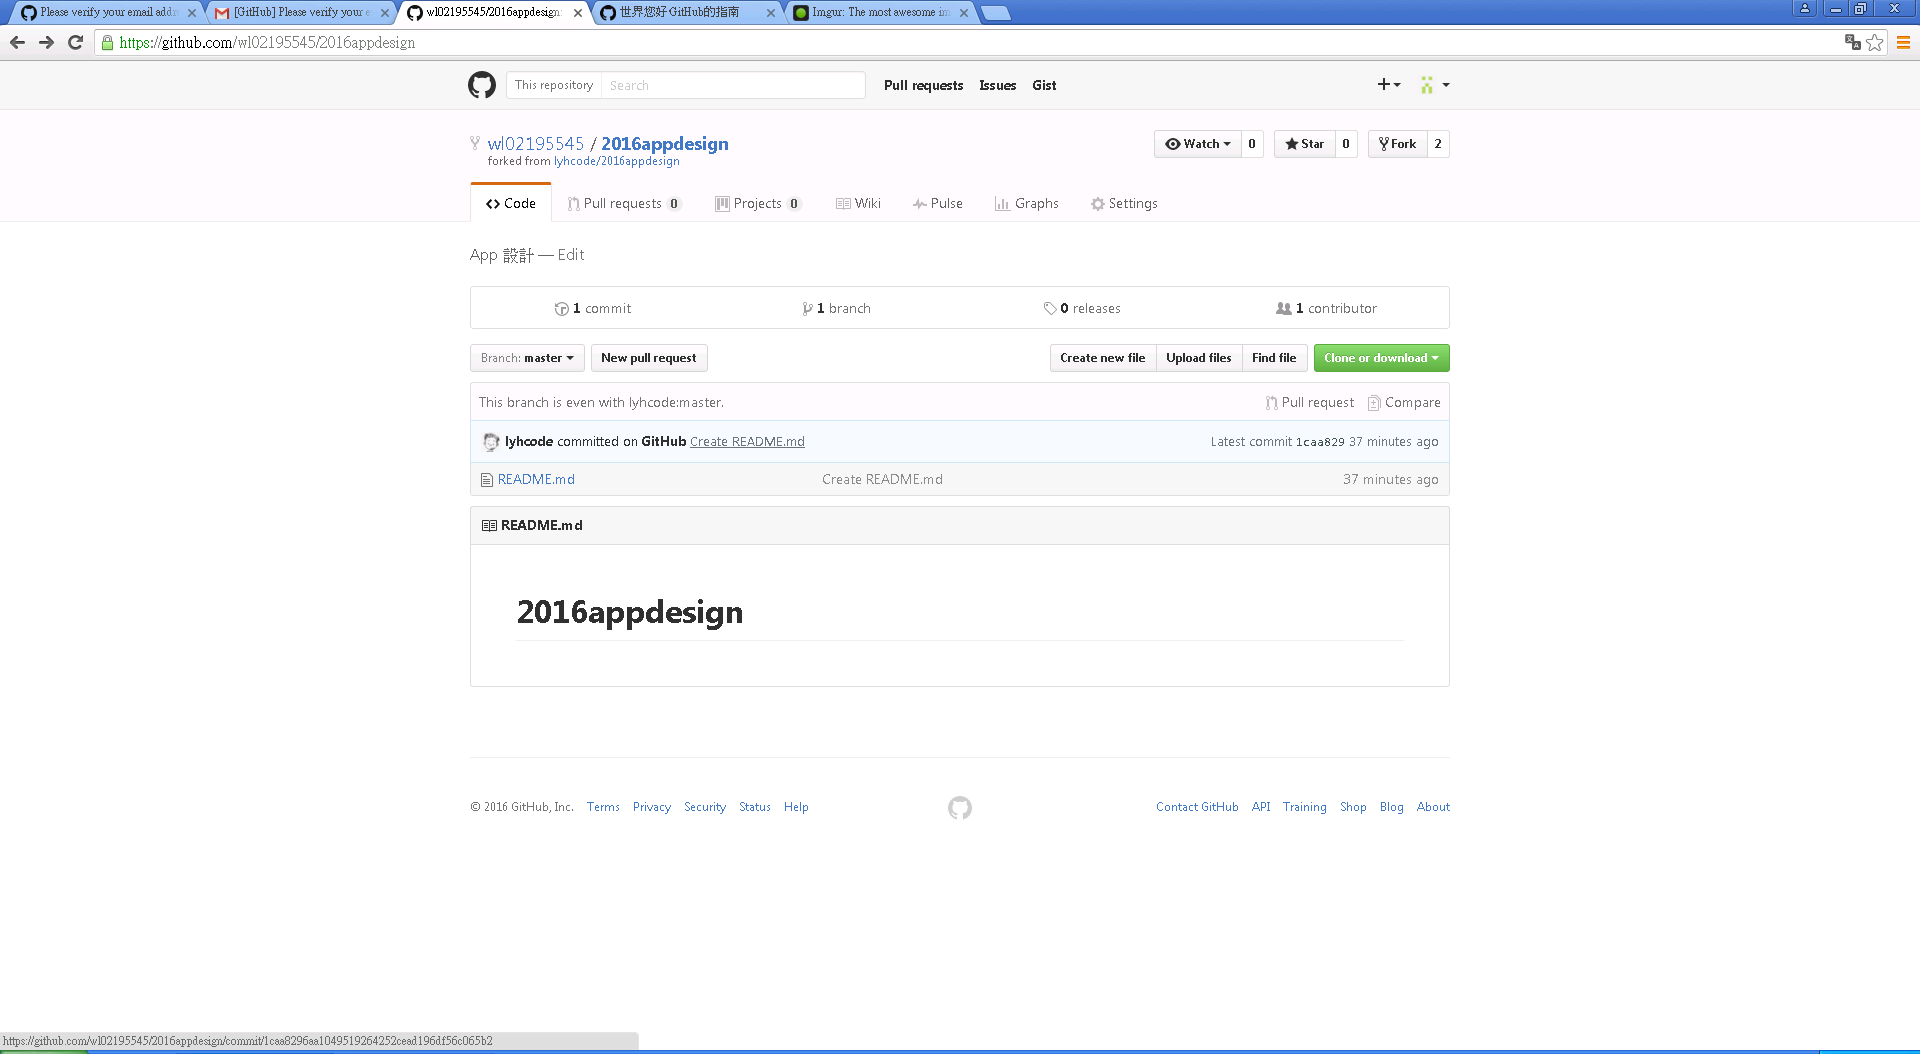 Please verify your email addr
[GitHub] Please verify your e
wl02195545/2016appdesign:
世界您好·GitHub的指南
Imgur: The most awesome im
https://github.com/wl02195545/2016appdesign
This repository Search Pull requests Issues Gist
wl02195545 / 2016appdesign Watch 0 Star 0 Fork 2
forked from lyhcode/2016appdesign
Code Pull requests 0 Projects 0 Wiki Pulse Graphs Settings
App 設計 — Edit
1 commit 1 branch 0 releases 1 contributor
Branch: master New pull request Create new file Upload files Find file Clone or download
This branch is even with lyhcode:master. Pull request Compare
lyhcode committed on GitHub Create README.md Latest commit 1caa829 37 minutes ago
README.md Create README.md 37 minutes ago
README.md
2016appdesign
© 2016 GitHub, Inc. Terms Privacy Security Status Help Contact GitHub API Training Shop Blog About
https://github.com/wl02195545/2016appdesign/commit/1caa8296aa1049519264252cead196df56c065b2